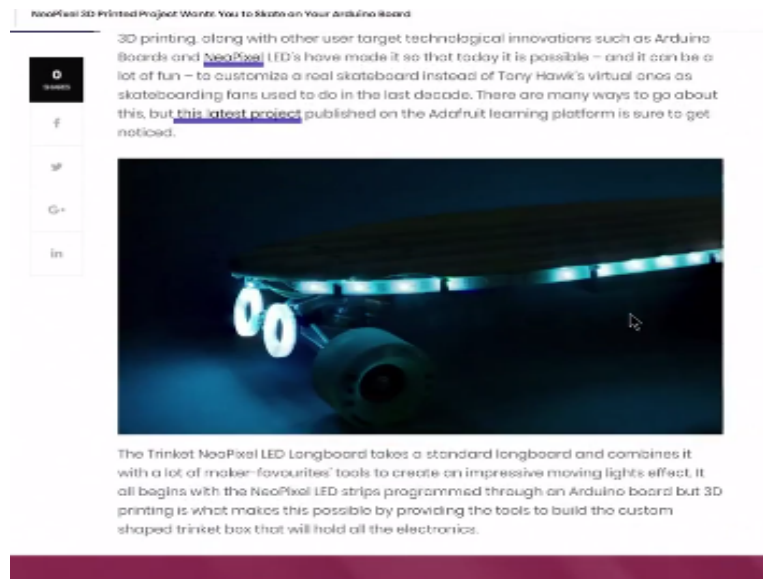 NeoPixel 3D Printed Project Wants You to Skate on Your Arduino Board
3D printing, along with other user target technological innovations such as Arduino
Boards and NeoPixel LED's have made it so that today it is possible – and it can be a
lot of fun – to customize a real skateboard instead of Tony Hawk's virtual ones as
skateboarding fans used to do in the last decade. There are many ways to go about
this, but this latest project published on the Adafruit learning platform is sure to get
noticed.
0
SHARES
f
G+
in
The Trinket NeoPixel LED Longboard takes a standard longboard and combines it
with a lot of maker-favourites' tools to create an impressive moving lights effect. It
all begins with the NeoPixel LED strips programmed through an Arduino board but 3D
printing is what makes this possible by providing the tools to build the custom
shaped trinket box that will hold all the electronics.